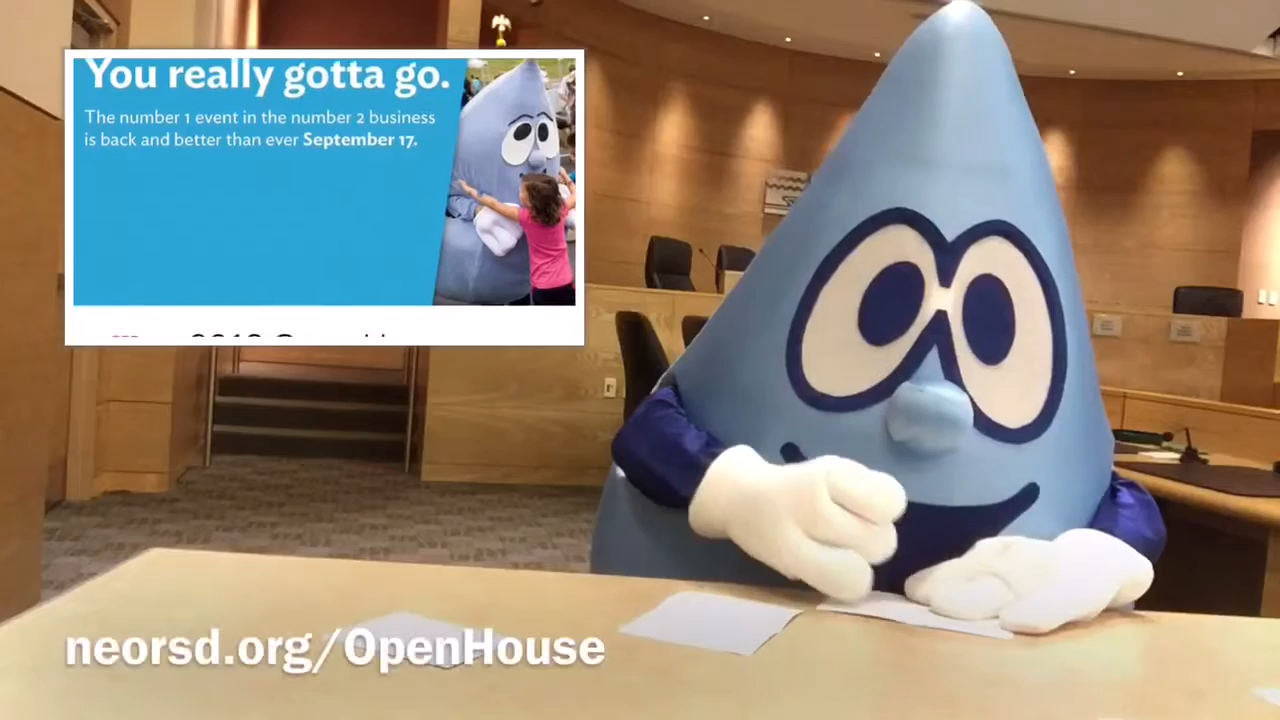 You really gotta go.
The number 1 event in the number 2 business
is back and better than ever September 17.
neorsd.org/OpenHouse